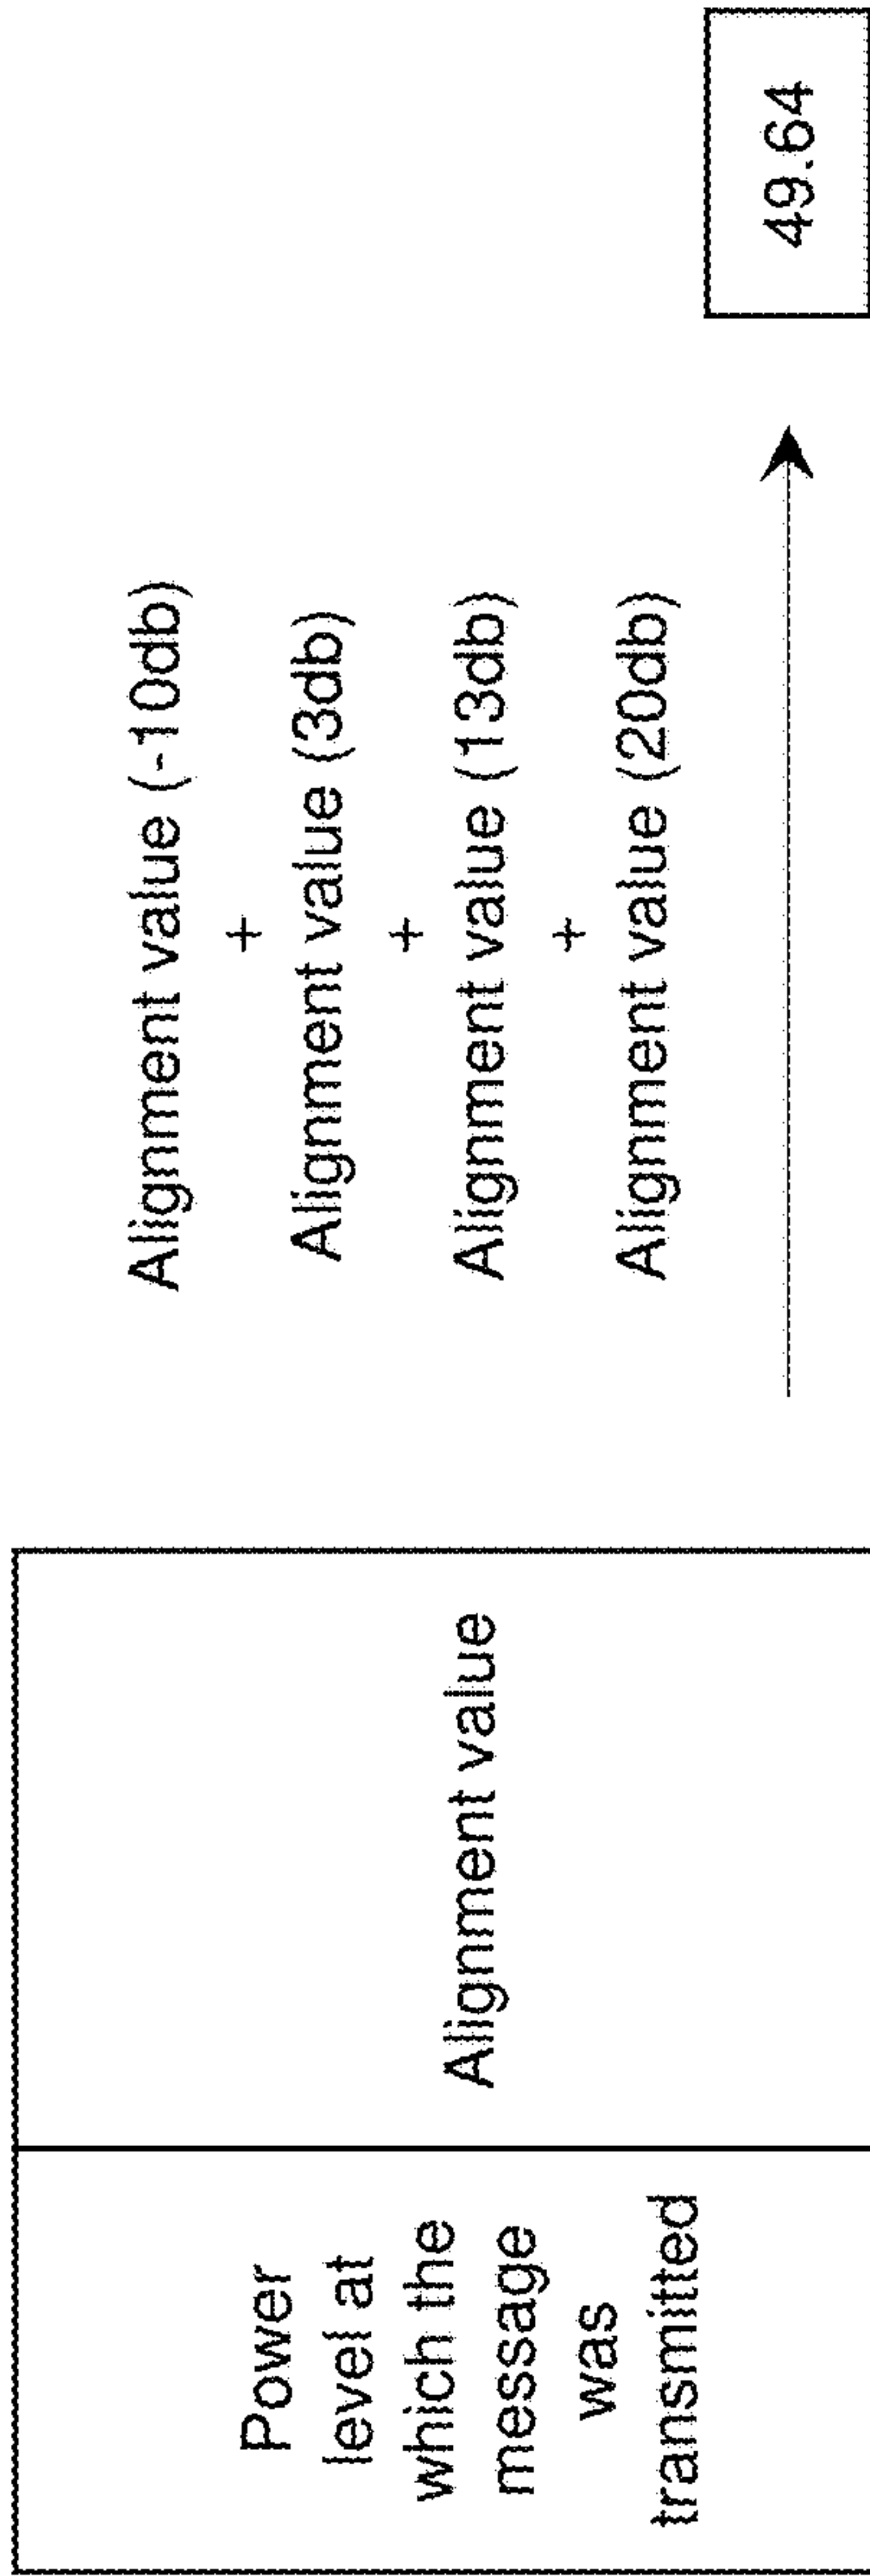 Power
level at
which the
message
was
transmitted
Alignment value
Alignment value (-10db)
+
Alignment value (3db)
+
Alignment value (13db)
+
Alignment value (20db)
49.64